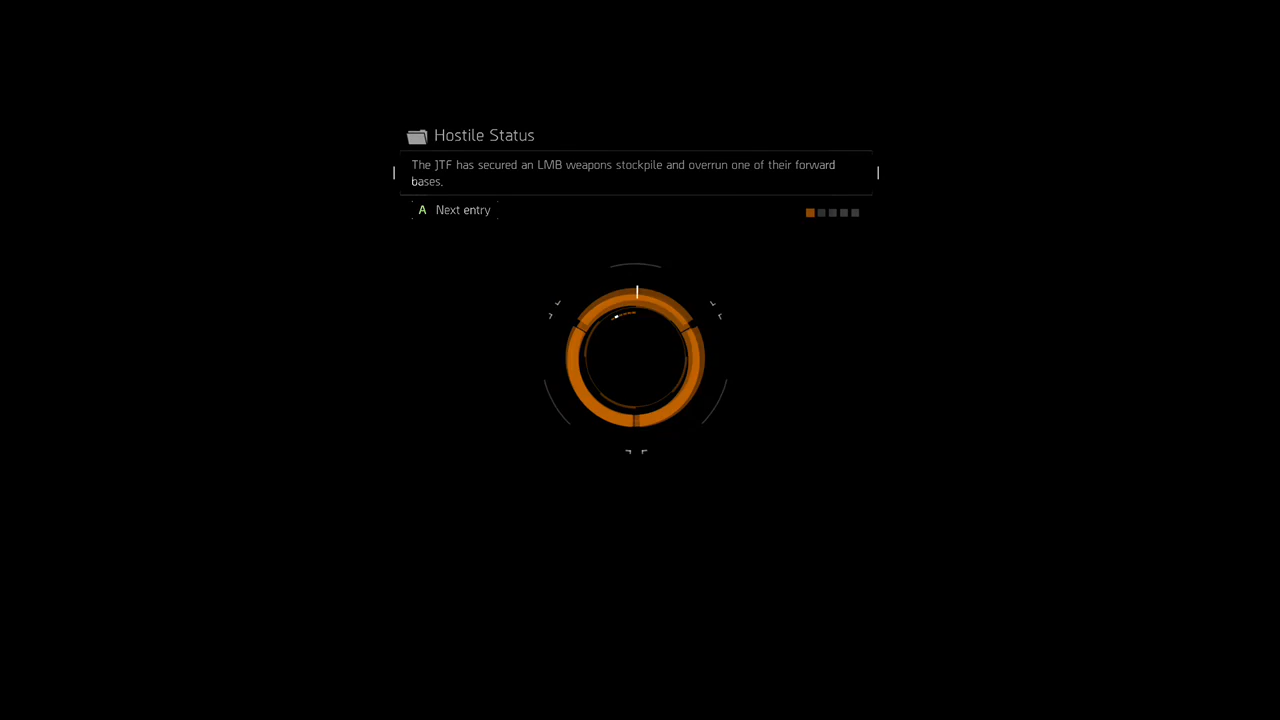 Hostile Status
The JTF has secured an LMB weapons stockpile and overrun one of their forward
bases.
A Next entry